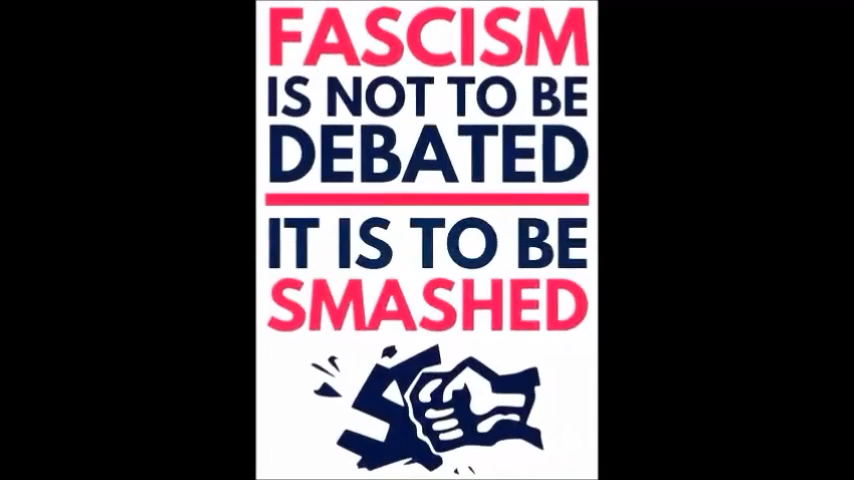 FASCISM
IS NOT TO BE
DEBATED
IT IS TO BE
SMASHED